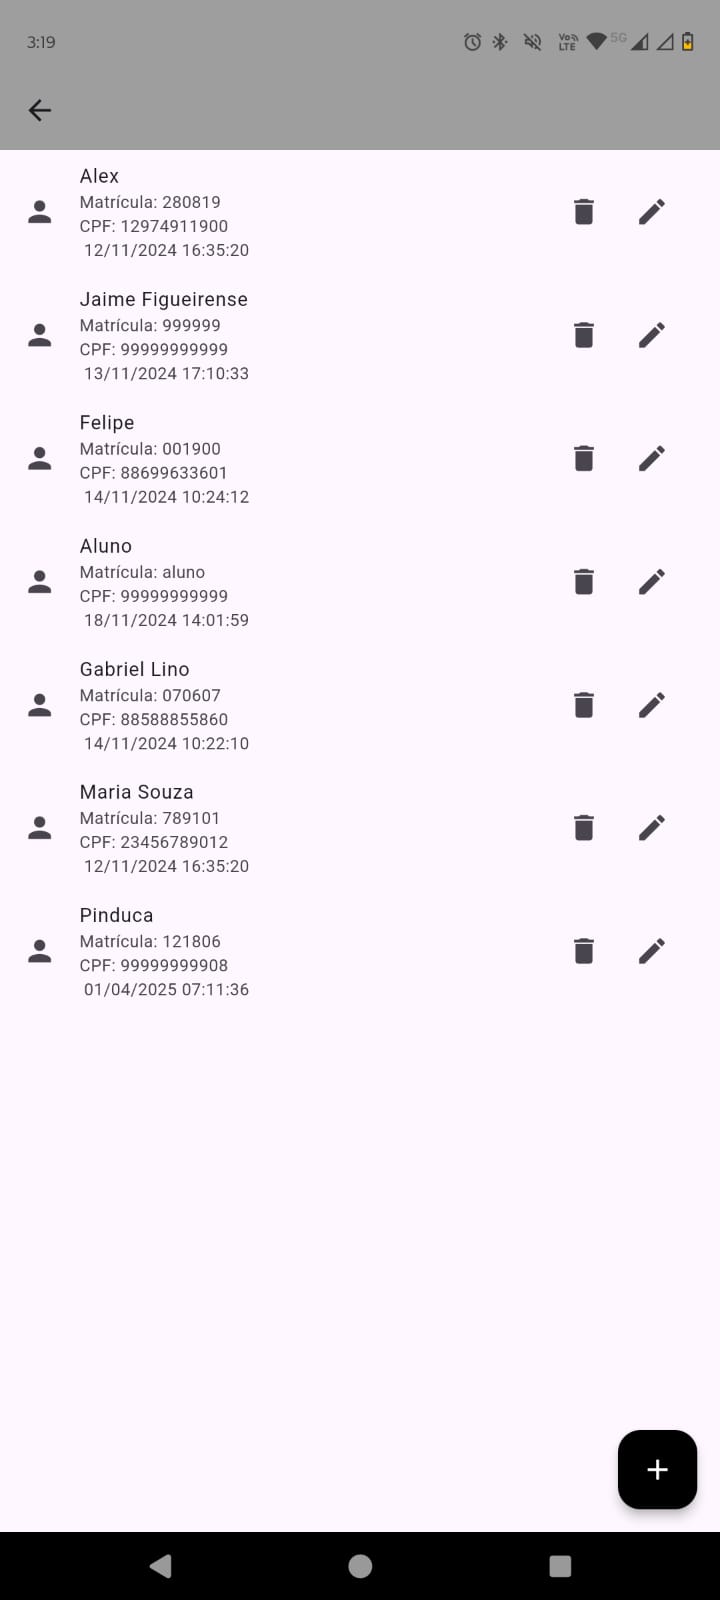 3:19
Vo LTE 5G
Alex
Matrícula: 280819
CPF: 12974911900
12/11/2024 16:35:20
Jaime Figueirense
Matrícula: 999999
CPF: 99999999999
13/11/2024 17:10:33
Felipe
Matrícula: 001900
CPF: 88699633601
14/11/2024 10:24:12
Aluno
Matrícula: aluno
CPF: 99999999999
18/11/2024 14:01:59
Gabriel Lino
Matrícula: 070607
CPF: 88588855860
14/11/2024 10:22:10
Maria Souza
Matrícula: 789101
CPF: 23456789012
12/11/2024 16:35:20
Pinduca
Matrícula: 121806
CPF: 99999999908
01/04/2025 07:11:36